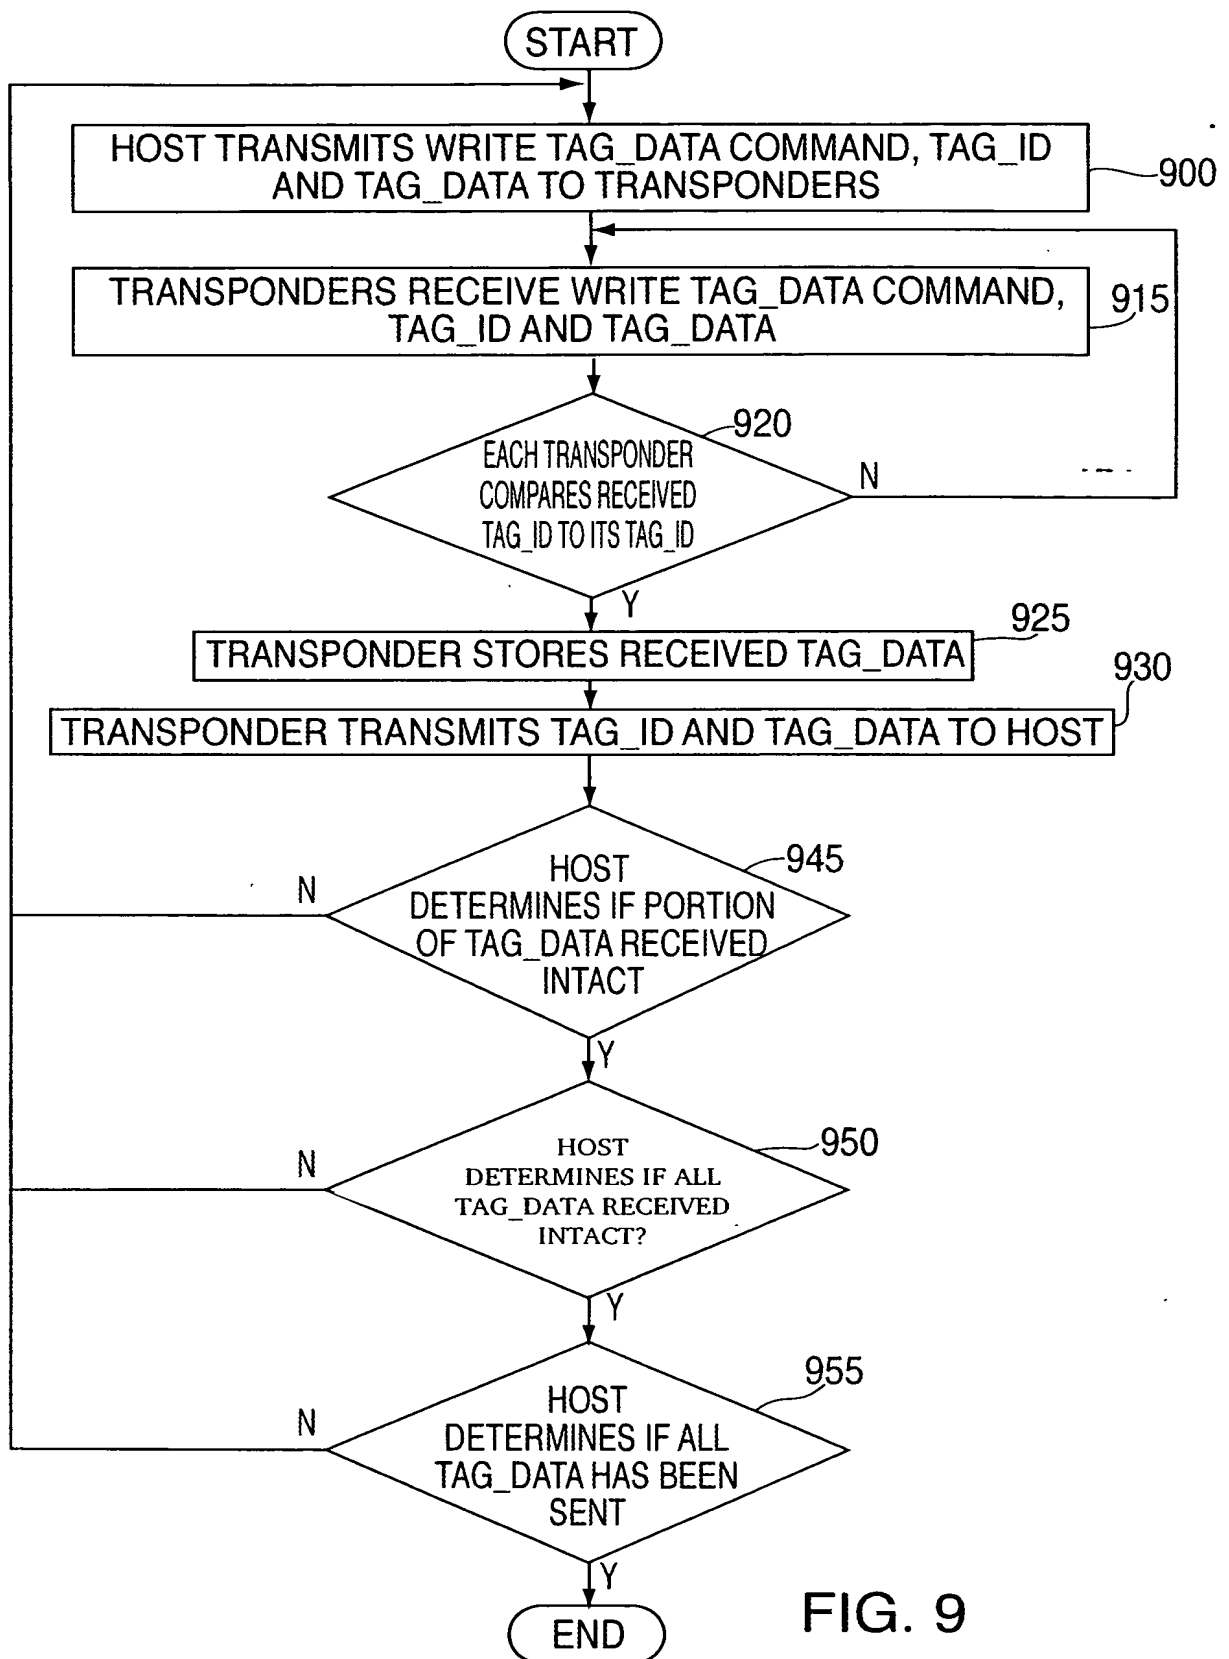 START
HOST TRANSMITS WRITE TAG_DATA COMMAND, TAG_ID
AND TAG_DATA TO TRANSPONDERS
900
TRANSPONDERS RECEIVE WRITE TAG_DATA COMMAND,
TAG_ID AND TAG_DATA
915
920
EACH TRANSPONDER
COMPARES RECEIVED
TAG_ID TO ITS TAG_ID
N
Y
925
TRANSPONDER STORES RECEIVED TAG_DATA
930
TRANSPONDER TRANSMITS TAG_ID AND TAG_DATA TO HOST
945
N
HOST
DETERMINES IF PORTION
OF TAG_DATA RECEIVED
INTACT
Y
950
N
HOST
DETERMINES IF ALL
TAG_DATA RECEIVED
INTACT?
Y
955
N
HOST
DETERMINES IF ALL
TAG_DATA HAS BEEN
SENT
Y
END
FIG. 9